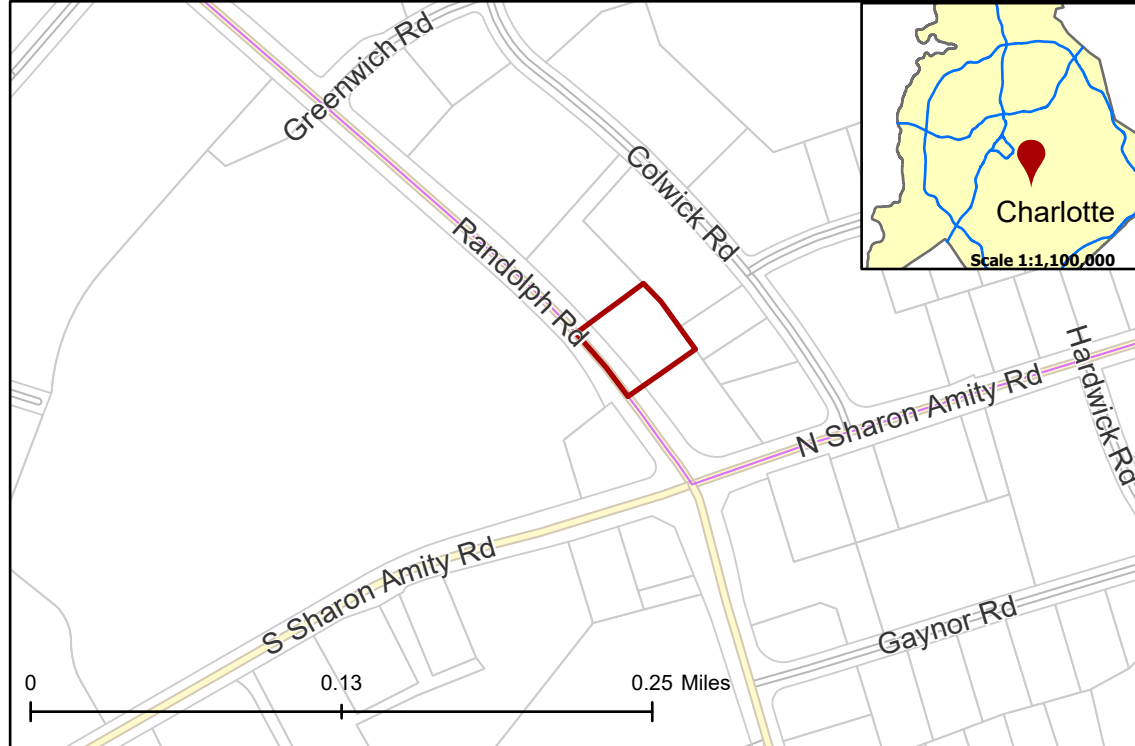 Greenwich Rd
Colwick Rd
Charlotte
Scale 1:1,100,000
Randolph Rd
Hardwick Rd
N Sharon Amity Rd
S Sharon Amity Rd
Gaynor Rd
0 0.13 0.25 Miles